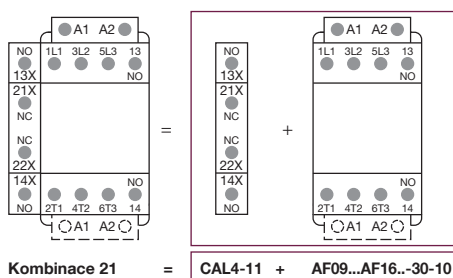 A1 A2
NO 1L1 3L2 5L3 13
13X NO
21X
NC
NC
22X
14X NO
NO 2T1 4T2 6T3 14
A1 A2
=
NO
13X
21X
NC
NC
22X
14X
NO
+
A1 A2
1L1 3L2 5L3 13
NO
NO
2T1 4T2 6T3 14
A1 A2
Kombinace 21 = CAL4-11 + AF09...AF16..-30-10